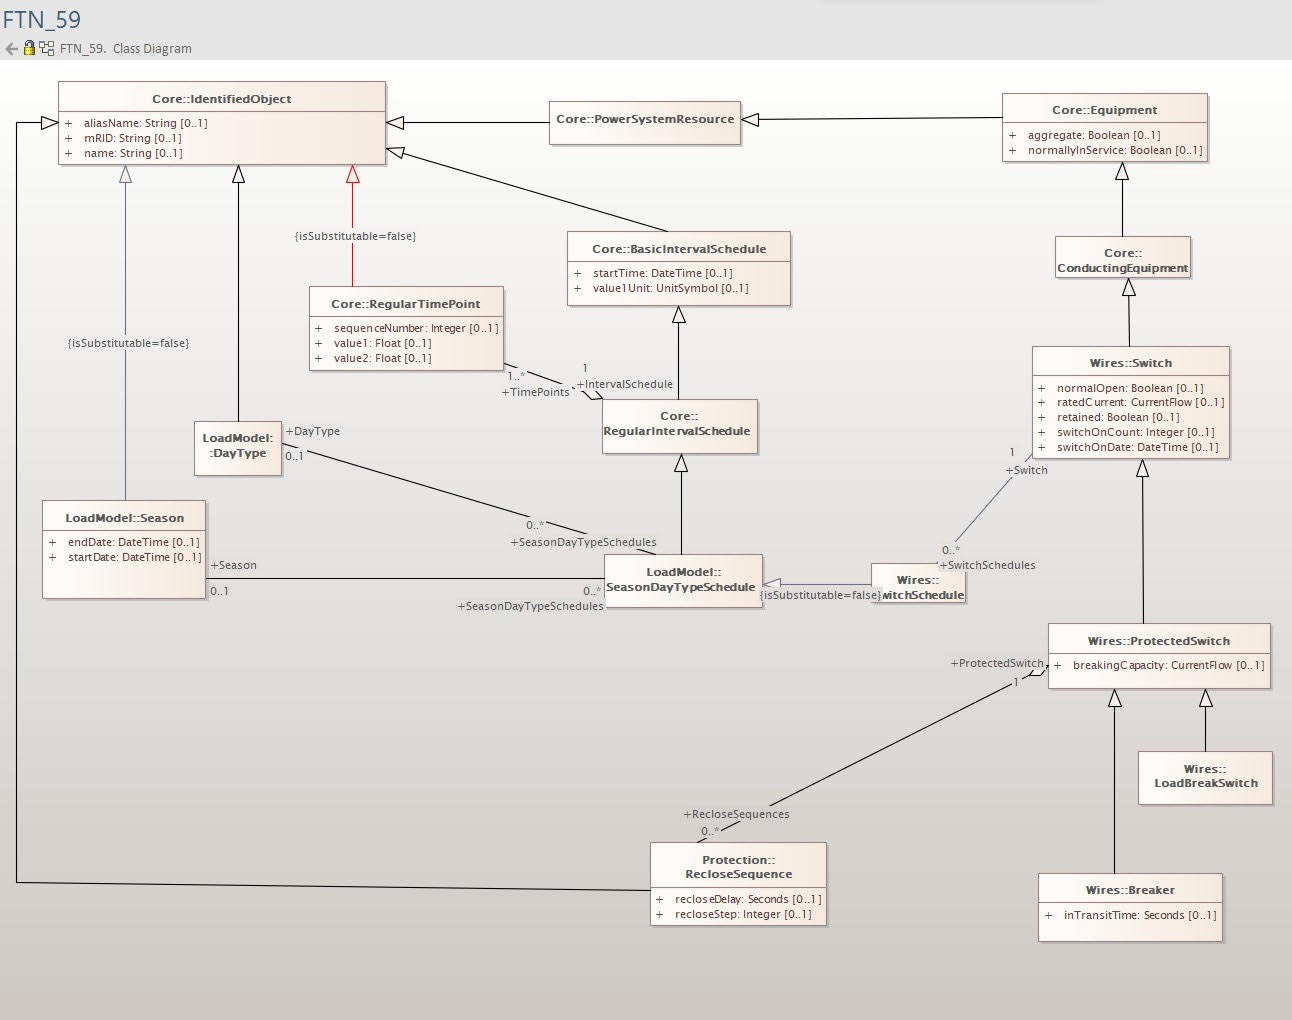 FTN_59
FTN_59. Class Diagram
Core::IdentifiedObject
+ aliasName: String [0..1]
+ mRID: String [0..1]
+ name: String [0..1]
Core::PowerSystemResource
Core::Equipment
+ aggregate: Boolean [0..1]
+ normallyInService: Boolean [0..1]
{isSubstitutable=false}
Core::BasicIntervalSchedule
+ startTime: DateTime [0..1]
+ value1Unit: UnitSymbol [0..1]
Core::
ConductingEquipment
Core::RegularTimePoint
+ sequenceNumber: Integer [0..1]
+ value1: Float [0..1]
+ value2: Float [0..1]
{isSubstitutable=false}
1..*
+TimePoints
1
+IntervalSchedule
Wires::Switch
+ normalOpen: Boolean [0..1]
+ ratedCurrent: CurrentFlow [0..1]
+ retained: Boolean [0..1]
+ switchOnCount: Integer [0..1]
+ switchOnDate: DateTime [0..1]
Core::
RegularIntervalSchedule
LoadModel:
:DayType
+DayType
0..1
1
+Switch
LoadModel::Season
+ endDate: DateTime [0..1]
+ startDate: DateTime [0..1]
0..*
+SeasonDayTypeSchedules
+Season
0..1
0..*
+SeasonDayTypeSchedules
LoadModel::
SeasonDayTypeSchedule
0..*
+SwitchSchedules
{isSubstitutable=false}
Wires::
witchSchedule
Wires::ProtectedSwitch
+ breakingCapacity: CurrentFlow [0..1]
+ProtectedSwitch
1
Wires::
LoadBreakSwitch
+RecloseSequences
0..*
Protection::
RecloseSequence
+ recloseDelay: Seconds [0..1]
+ recloseStep: Integer [0..1]
Wires::Breaker
+ inTransitTime: Seconds [0..1]